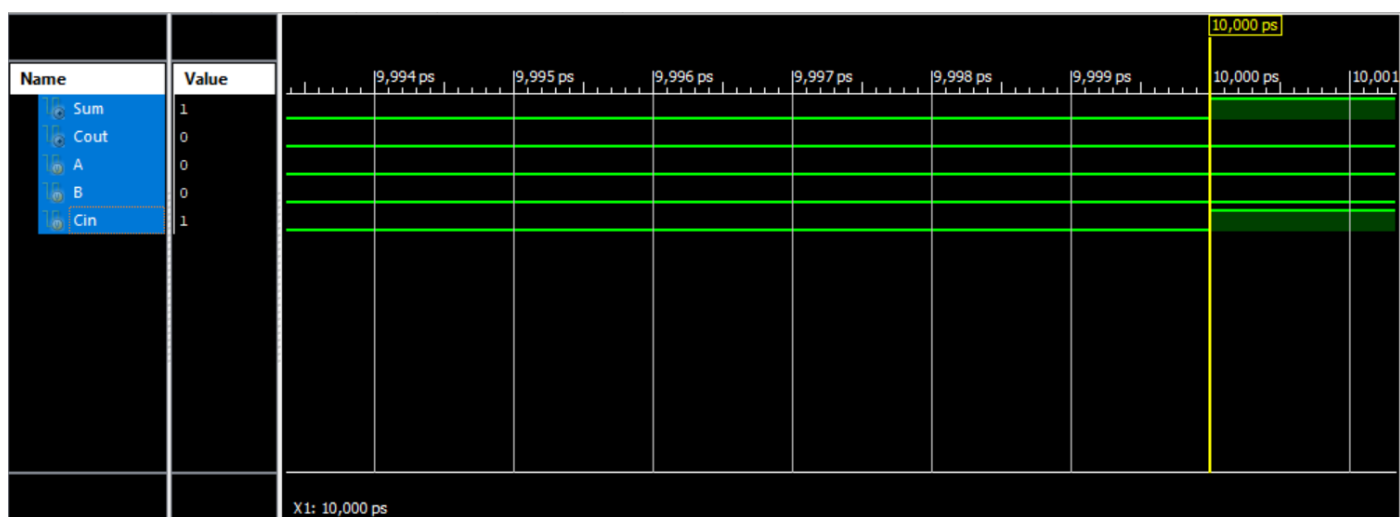 10,000 ps
Name Value
9,994 ps 9,995 ps 9,996 ps 9,997 ps 9,998 ps 9,999 ps 10,000 ps 10,001
Sum 1
Cout 0
A 0
B 0
Cin 1
X1: 10,000 ps